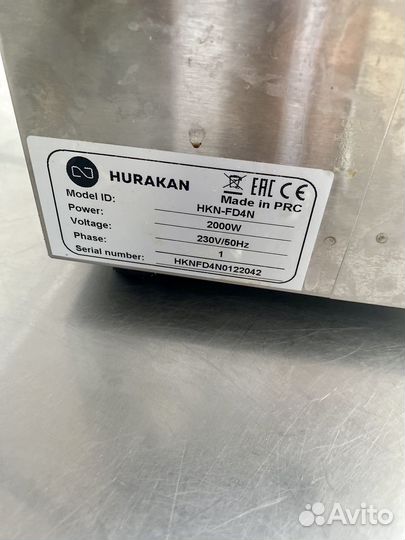 HURAKAN
EAC CE
Made in PRC
Model ID: HKN-FD4N
Power: 2000W
Voltage: 230V/50Hz
Phase: 1
Serial number: HKNFD4N0122042
Avito